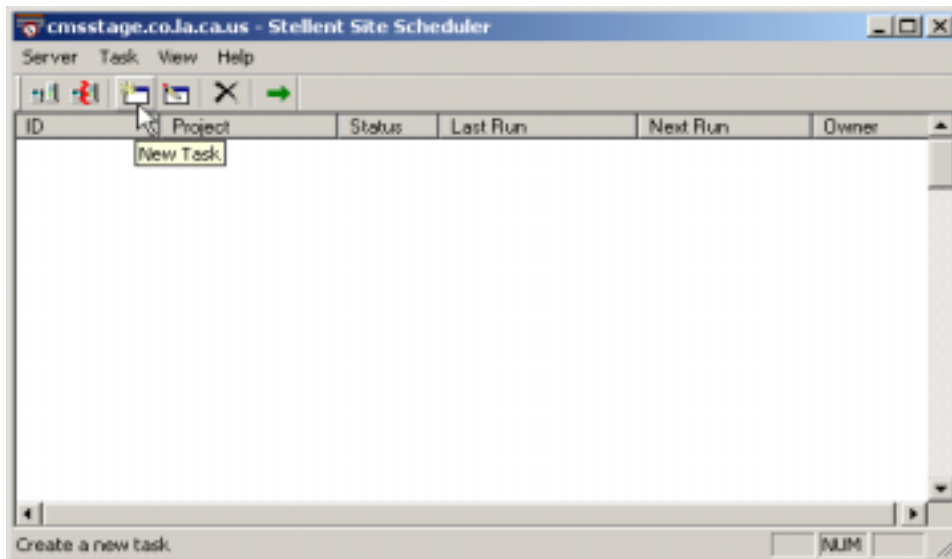 cmsstage.co.la.ca.us - Stellent Site Scheduler
Server Task View Help
ID Project Status Last Run Next Run Owner
New Task
Create a new task
NUM